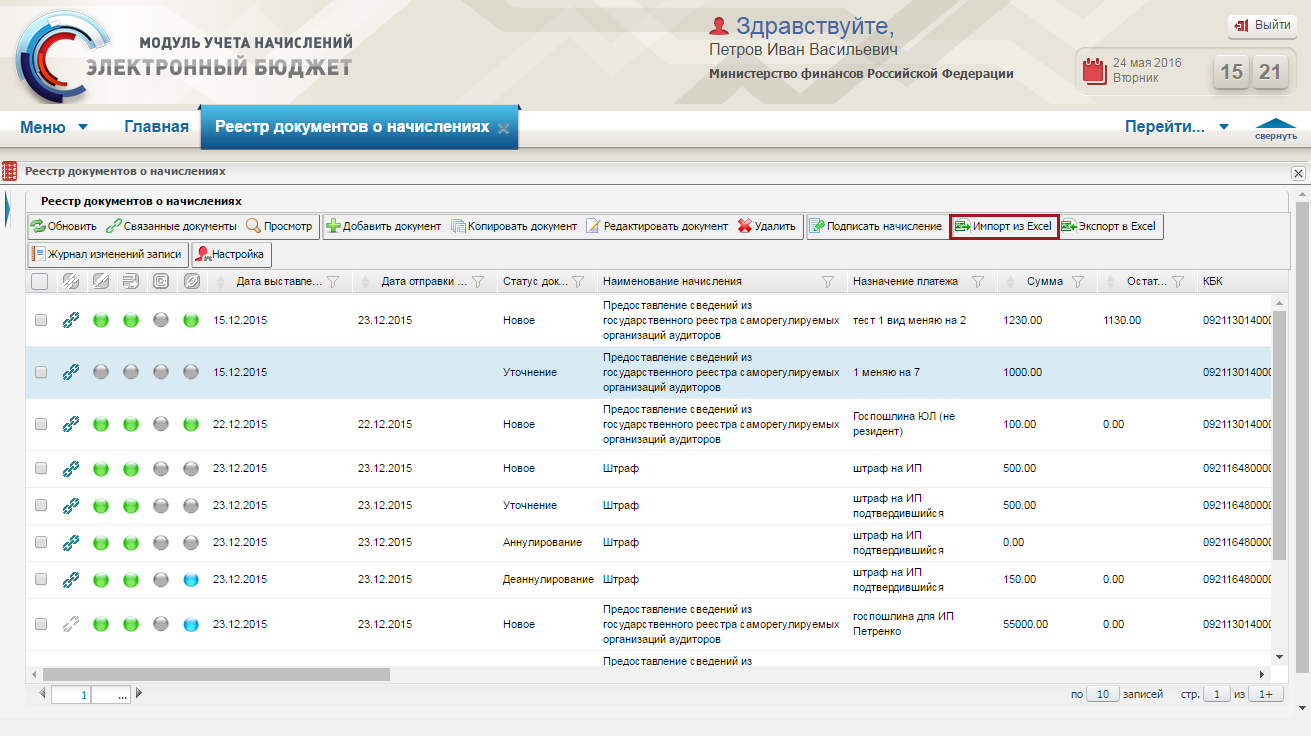 МОДУЛЬ УЧЕТА НАЧИСЛЕНИЙ
ЭЛЕКТРОННЫЙ БЮДЖЕТ
Здравствуйте,
Петров Иван Васильевич
Министерство финансов Российской Федерации
Выйти
24 мая 2016
Вторник
15 21
Меню Главная Реестр документов о начислениях Перейти... свернуть
Реестр документов о начислениях
Реестр документов о начислениях
Обновить Связанные документы Просмотр Добавить документ Копировать документ Редактировать документ Удалить Подписать начисление Импорт из Excel Экспорт в Excel
Журнал изменений записи Настройка
Дата выставле... Дата отправки ... Статус док... Наименование начисления Назначение платежа Сумма Остат... КБК
Предоставление сведений из
15.12.2015 23.12.2015 Новое государственного реестра саморегулируемых тест 1 вид меняю на 2 1230.00 1130.00 092113014000
организаций аудиторов
Предоставление сведений из
15.12.2015 Уточнение государственного реестра саморегулируемых 1 меняю на 7 1000.00 092113014000
организаций аудиторов
Предоставление сведений из
22.12.2015 22.12.2015 Новое государственного реестра саморегулируемых Госпошлина ЮЛ (не резидент) 100.00 0.00 092113014000
организаций аудиторов
23.12.2015 23.12.2015 Новое Штраф штраф на ИП 500.00 092116480000
23.12.2015 23.12.2015 Уточнение Штраф штраф на ИП подтвердившийся 500.00 092116480000
23.12.2015 23.12.2015 Аннулирование Штраф штраф на ИП подтвердившийся 0.00 092116480000
23.12.2015 23.12.2015 Деаннулирование Штраф штраф на ИП подтвердившийся 150.00 0.00 092116480000
Предоставление сведений из
23.12.2015 23.12.2015 Новое государственного реестра саморегулируемых госпошлина для ИП Петренко 55000.00 0.00 092113014000
организаций аудиторов
Предоставление сведений из
1 ... по 10 записей стр. 1 из 1+